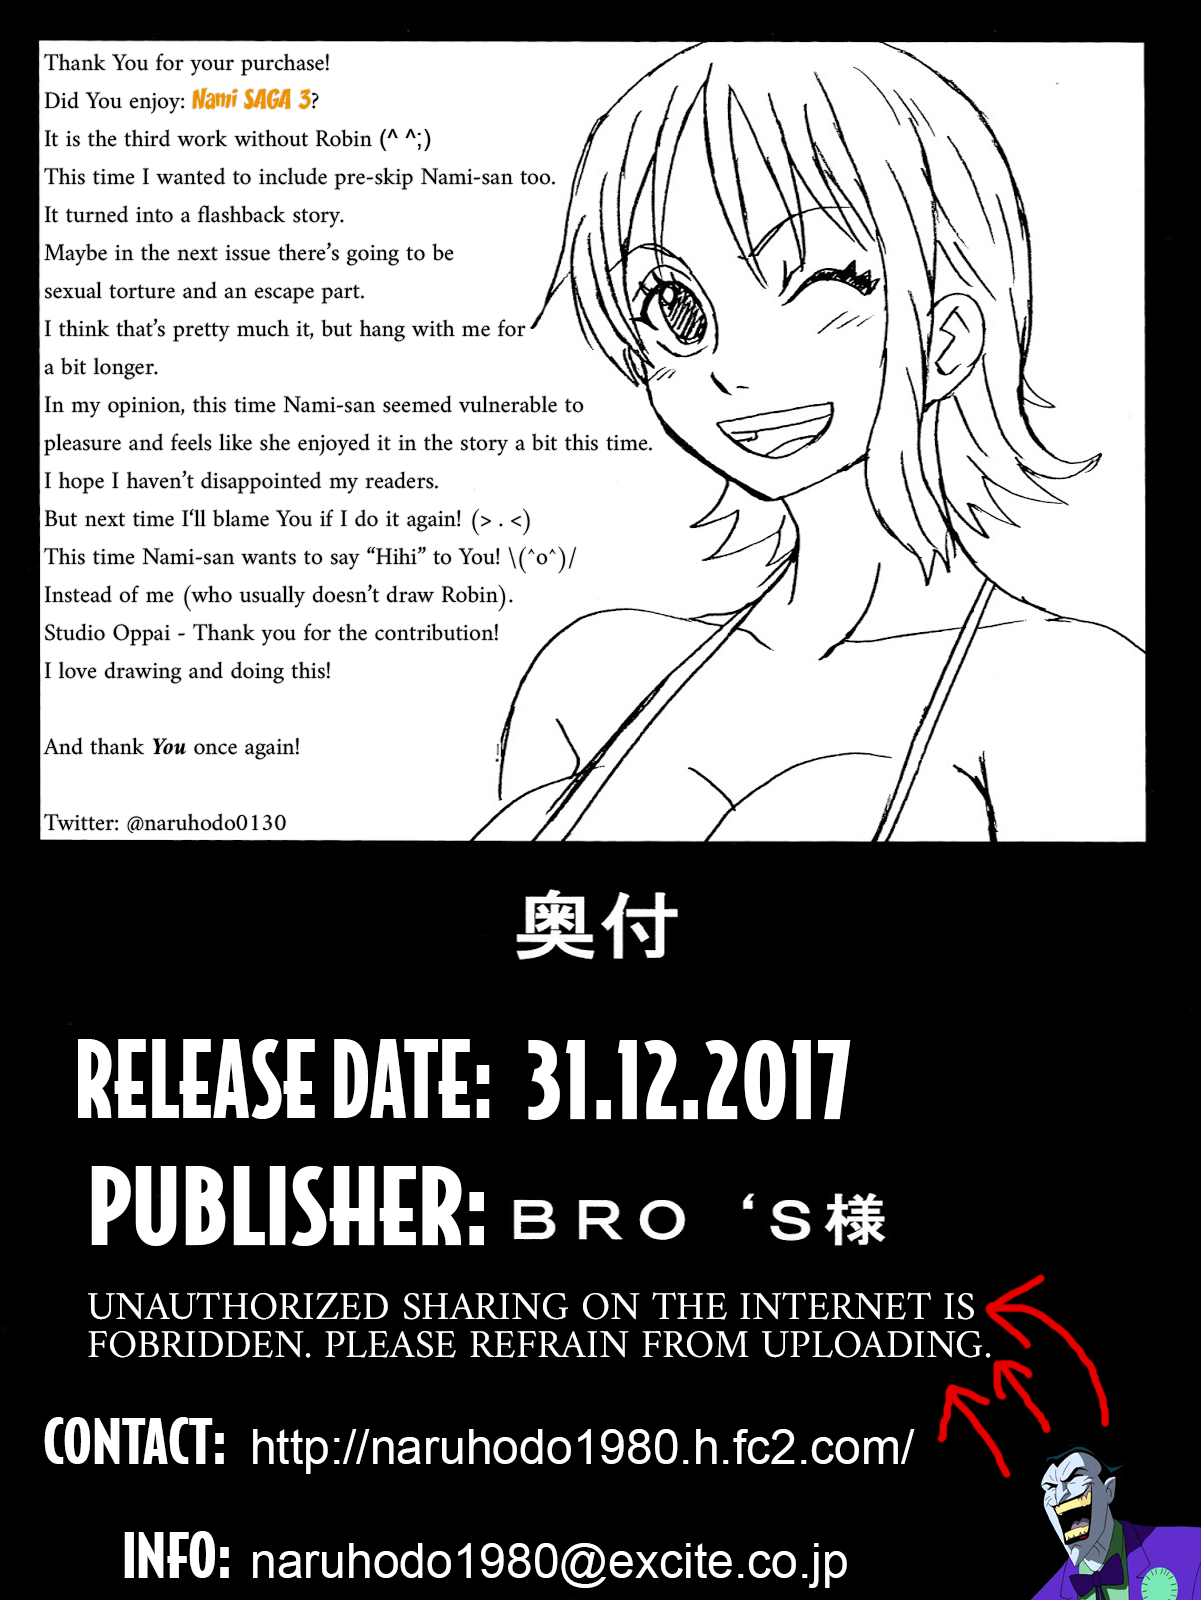 Thank You for your purchase!
Did You enjoy: Nami SAGA 3?
It is the third work without Robin (^ ^;)
This time I wanted to include pre-skip Nami-san too.
It turned into a flashback story.
Maybe in the next issue there's going to be
sexual torture and an escape part.
I think that's pretty much it, but hang with me for
a bit longer.
In my opinion, this time Nami-san seemed vulnerable to
pleasure and feels like she enjoyed it in the story a bit this time.
I hope I haven't disappointed my readers.
But next time I'll blame You if I do it again! (> . <)
This time Nami-san wants to say “Hihi” to You! \(^o^)/
Instead of me (who usually doesn't draw Robin).
Studio Oppai - Thank you for the contribution!
I love drawing and doing this!
And thank You once again!
Twitter: @naruhodo0130
奥付
RELEASE DATE: 31.12.2017
PUBLISHER: BRO ‘S様
UNAUTHORIZED SHARING ON THE INTERNET IS
FOBRIDDEN. PLEASE REFRAIN FROM UPLOADING.
CONTACT: http://naruhodo1980.h.fc2.com/
INFO: naruhodo1980@excite.co.jp